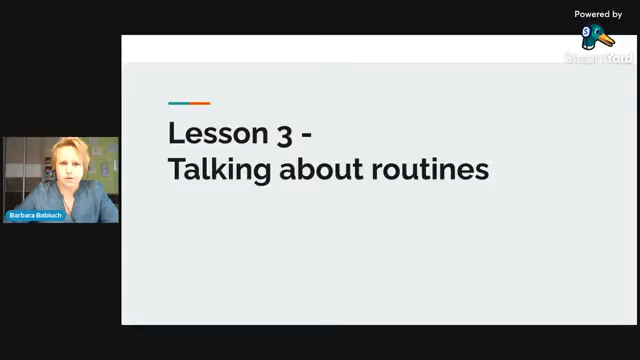 Powered by
StreamYard
Lesson 3 -
Talking about routines
Barbara Babiuch